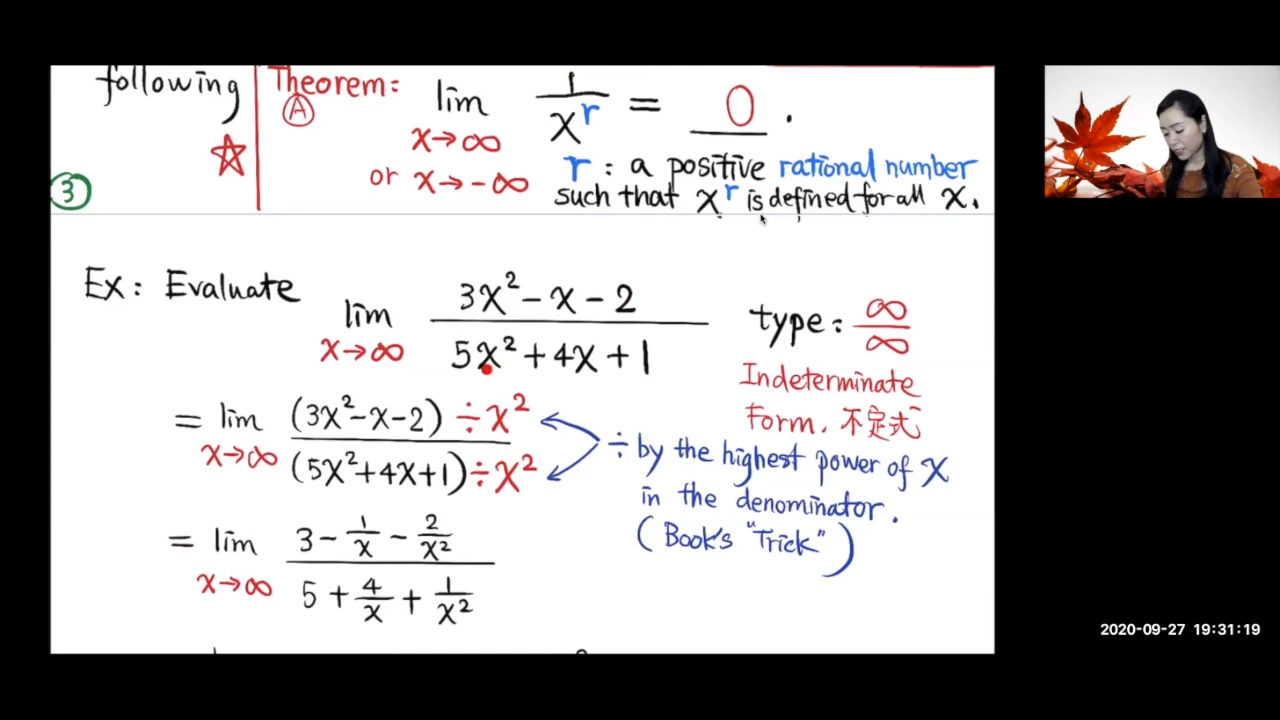 following
Theorem: lim 1/x^r = 0 .
Ⓐ x→∞
or x→-∞
r : a positive rational number
such that x^r is defined for all x.
③
Ex: Evaluate
lim x→∞ (3x²-x-2)/(5x²+4x+1)
type: ∞/∞
Indeterminate
Form. 不定式
= lim x→∞ (3x²-x-2)÷x² / (5x²+4x+1)÷x²
÷ by the highest power of x
in the denominator.
(Book's "Trick")
= lim x→∞ (3 - 1/x - 2/x²)/(5 + 4/x + 1/x²)
2020-09-27 19:31:19